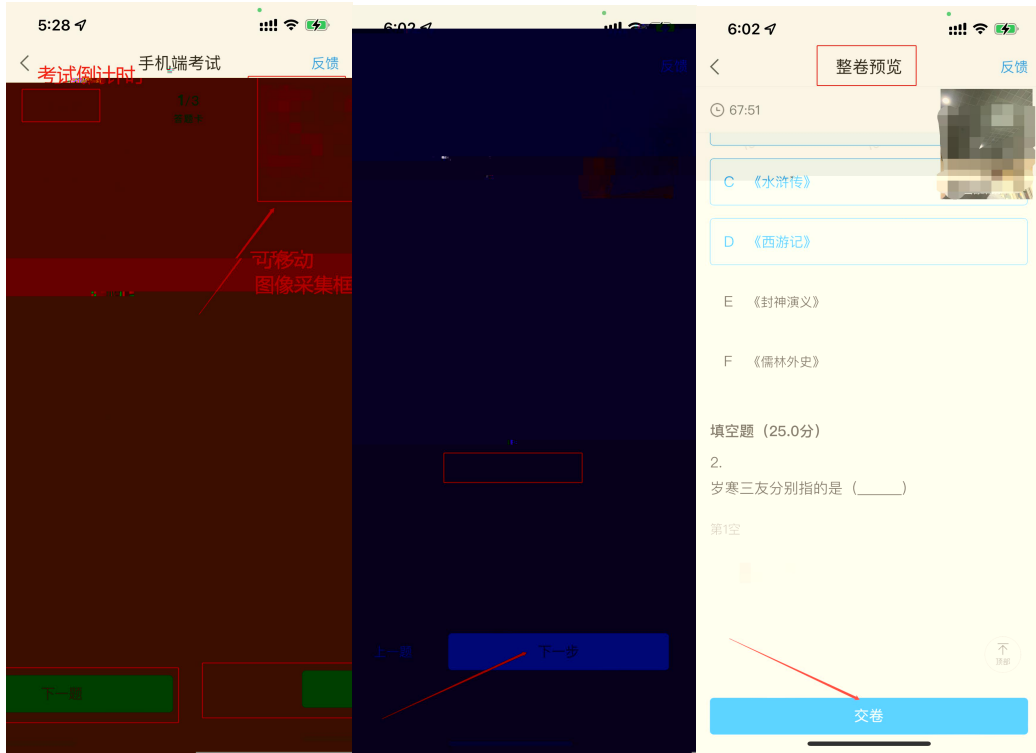 5:28
手机端考试
反馈
考试倒计时
1/3
可移动
图像采集框
下一题
6:02
反馈
上一题
下一步
6:02
整卷预览
反馈
67:51
C 《水浒传》
D 《西游记》
E 《封神演义》
F 《儒林外史》
填空题（25.0分）
2.
岁寒三友分别指的是（______）
第1空
顶部
交卷